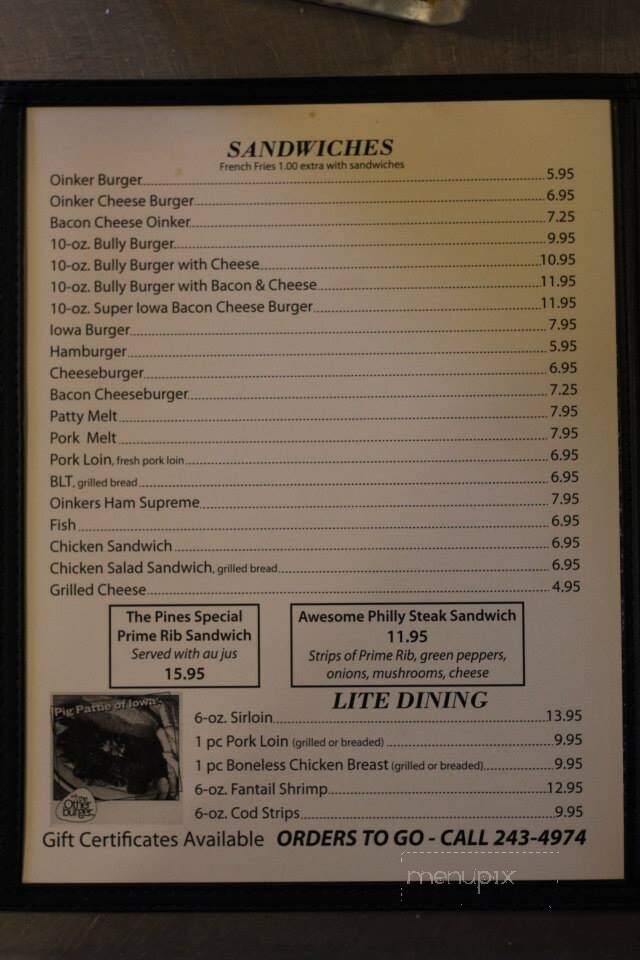 SANDWICHES
French Fries 1.00 extra with sandwiches
Oinker Burger 5.95
Oinker Cheese Burger 6.95
Bacon Cheese Oinker 7.25
10-oz. Bully Burger 9.95
10-oz. Bully Burger with Cheese 10.95
10-oz. Bully Burger with Bacon & Cheese 11.95
10-oz. Super Iowa Bacon Cheese Burger 11.95
Iowa Burger 7.95
Hamburger 5.95
Cheeseburger 6.95
Bacon Cheeseburger 7.25
Patty Melt 7.95
Pork Melt 7.95
Pork Loin, fresh pork loin 6.95
BLT, grilled bread 6.95
Oinkers Ham Supreme 7.95
Fish 6.95
Chicken Sandwich 6.95
Chicken Salad Sandwich, grilled bread 6.95
Grilled Cheese 4.95
The Pines Special
Prime Rib Sandwich
Served with au jus
15.95
Awesome Philly Steak Sandwich
11.95
Strips of Prime Rib, green peppers,
onions, mushrooms, cheese
Pig Pattie of Iowa
Other
Burger
LITE DINING
6-oz. Sirloin 13.95
1 pc Pork Loin (grilled or breaded) 9.95
1 pc Boneless Chicken Breast (grilled or breaded) 9.95
6-oz. Fantail Shrimp 12.95
6-oz. Cod Strips 9.95
Gift Certificates Available ORDERS TO GO - CALL 243-4974
menupix